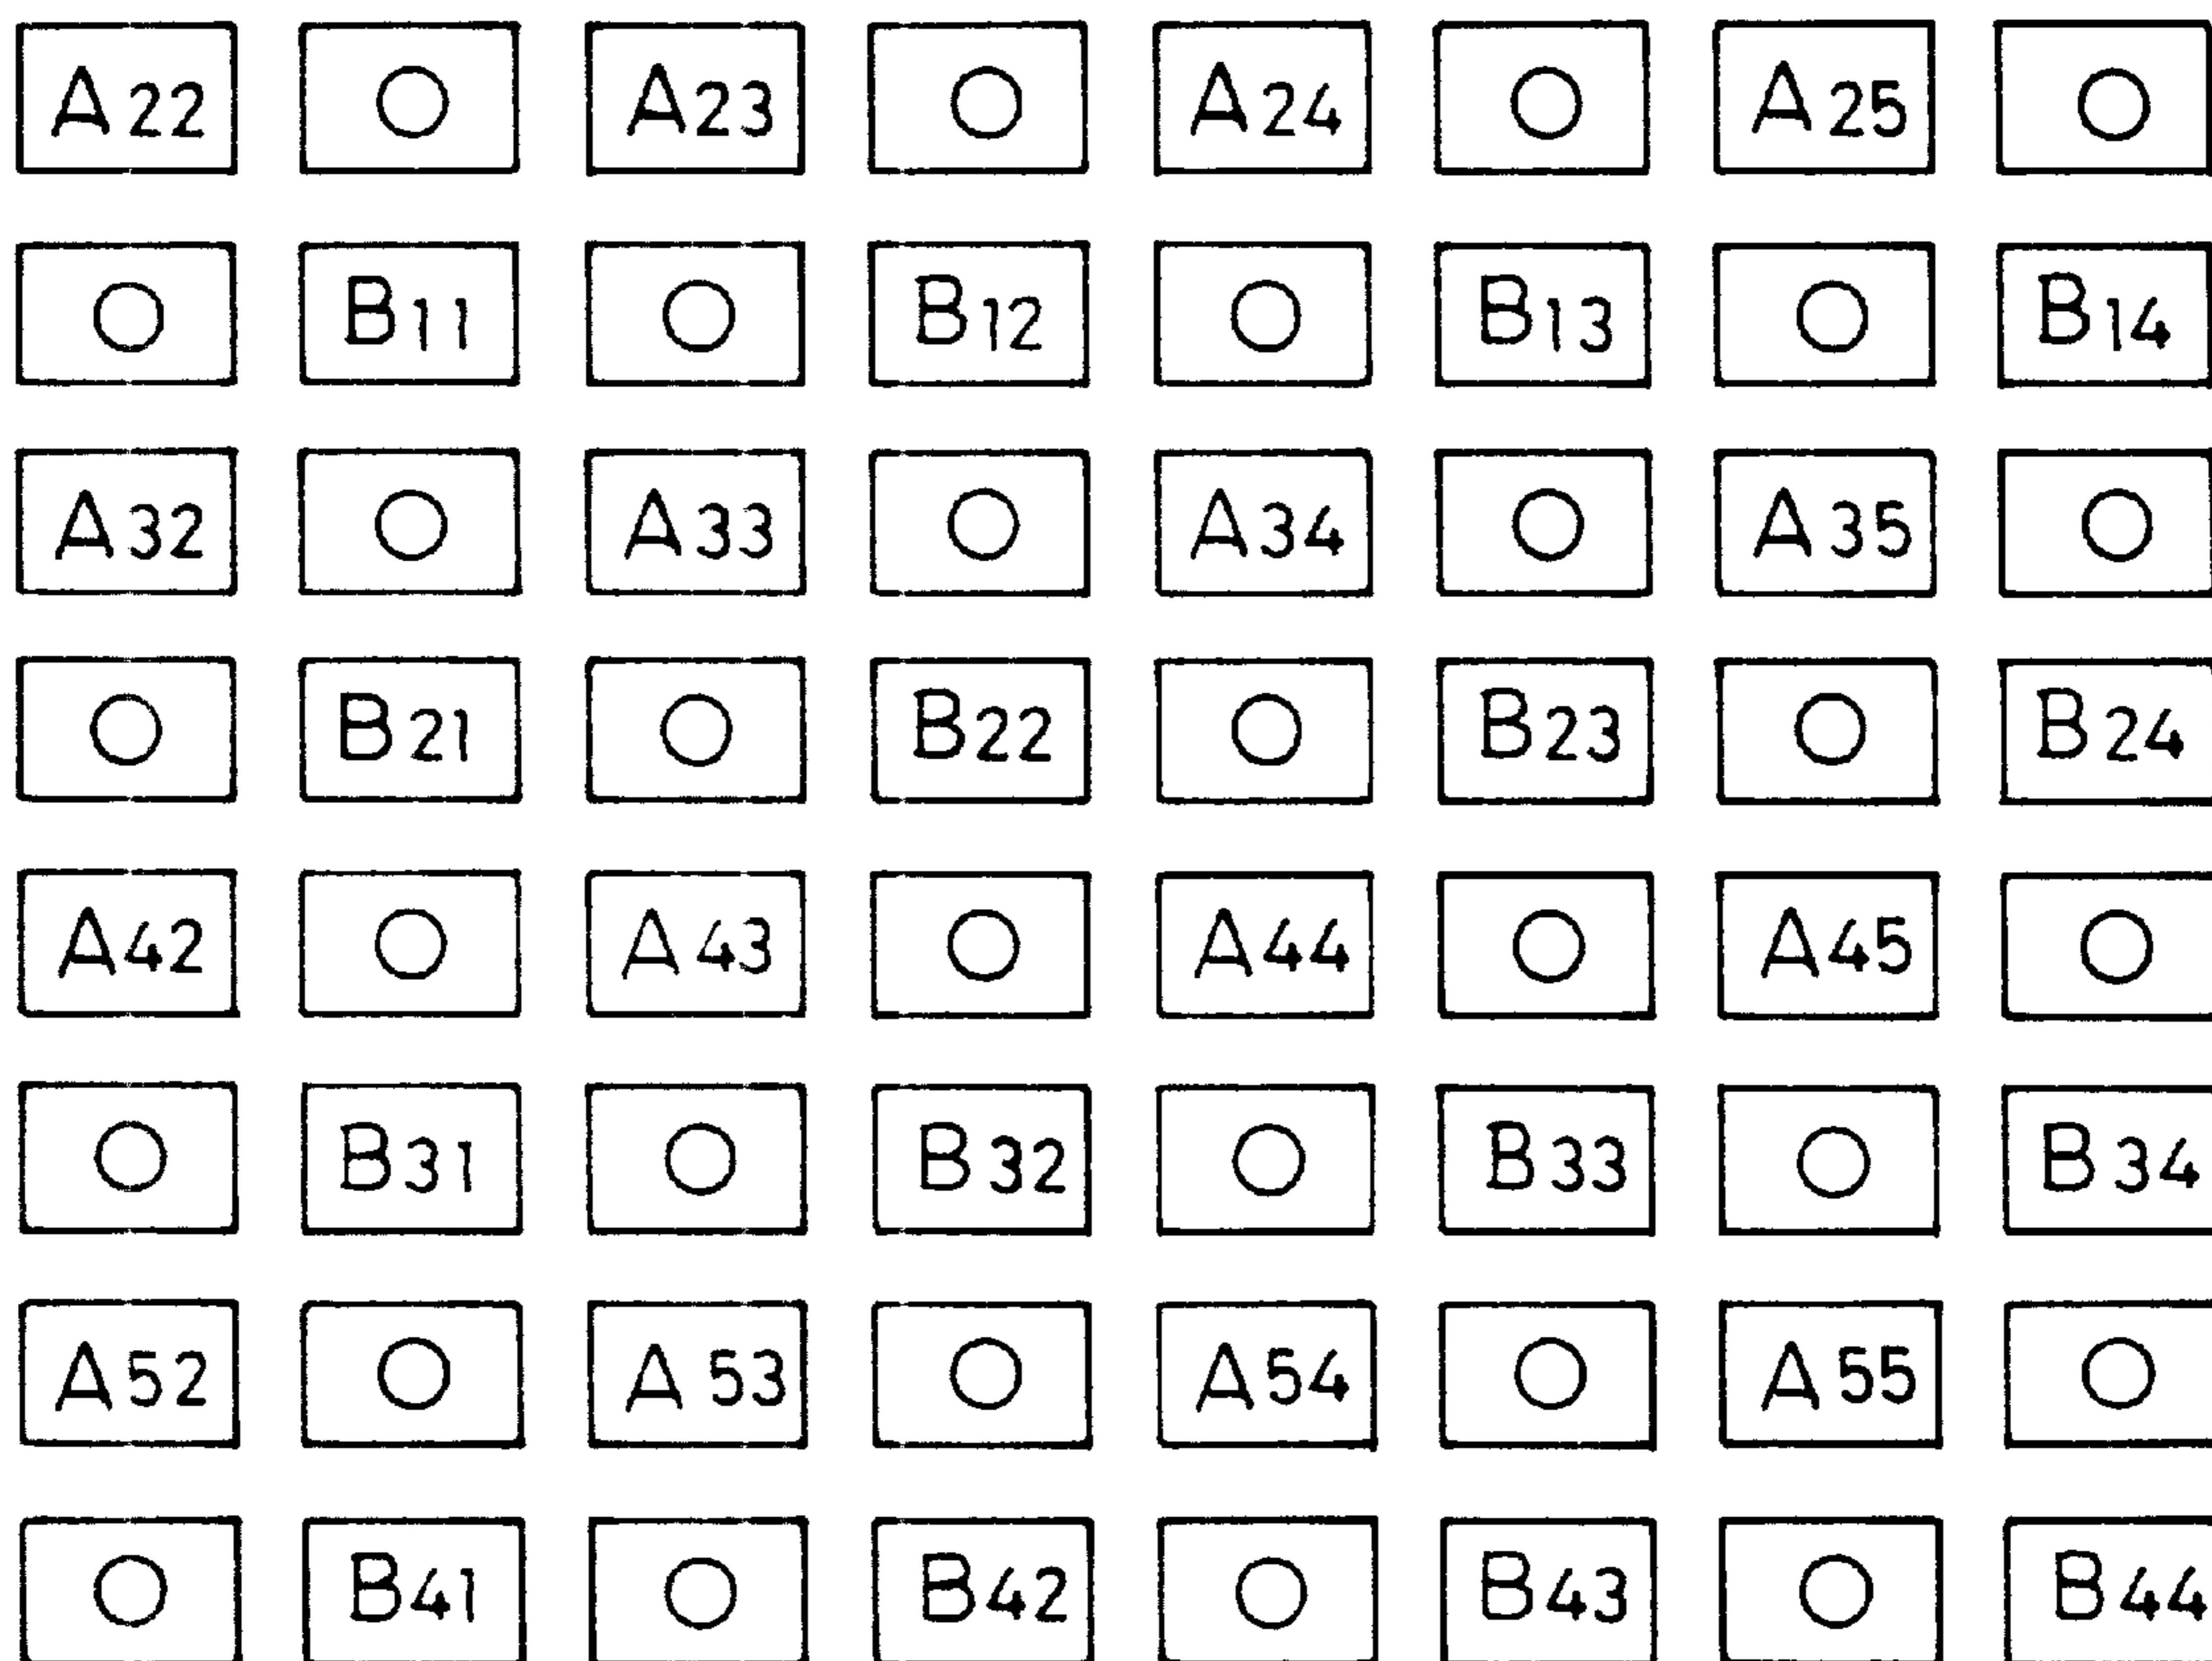 A22 O A23 O A24 O A25 O
O B11 O B12 O B13 O B14
A32 O A33 O A34 O A35 O
O B21 O B22 O B23 O B24
A42 O A43 O A44 O A45 O
O B31 O B32 O B33 O B34
A52 O A53 O A54 O A55 O
O B41 O B42 O B43 O B44